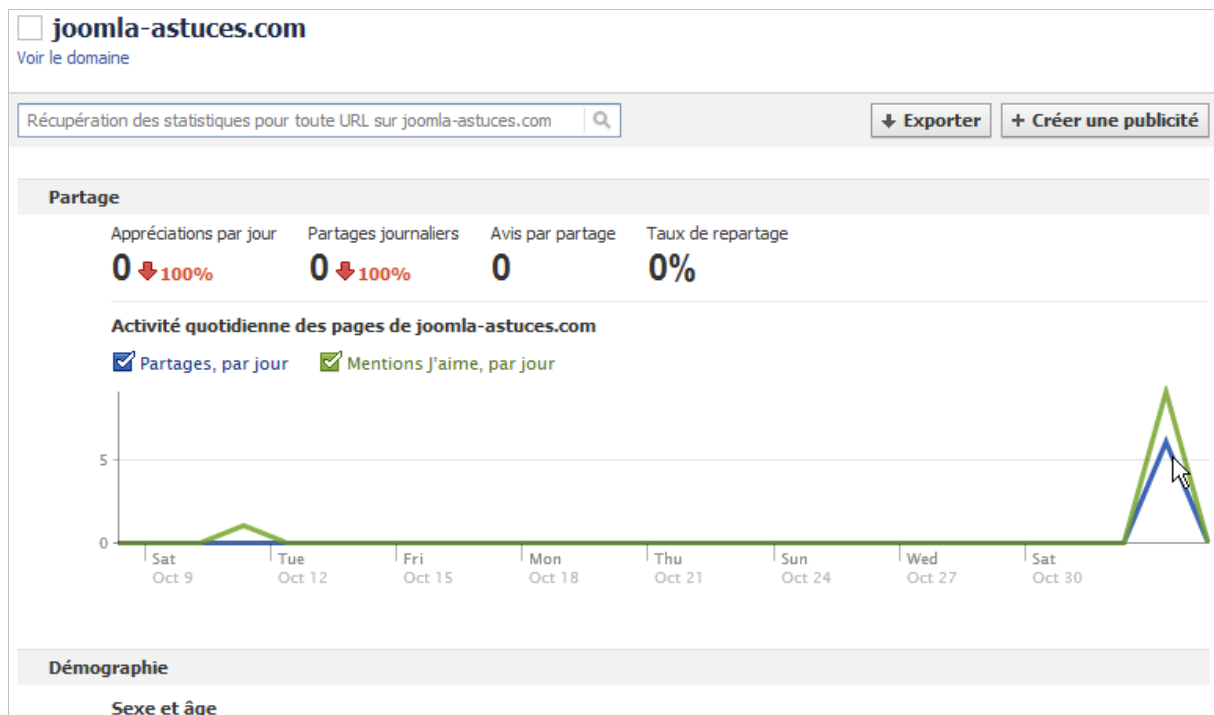 joomla-astuces.com
Voir le domaine
Récupération des statistiques pour toute URL sur joomla-astuces.com
Exporter
+ Créer une publicité
Partage
Appréciations par jour Partages journaliers Avis par partage Taux de repartage
0 100% 0 100% 0 0%
Activité quotidienne des pages de joomla-astuces.com
Partages, par jour Mentions J'aime, par jour
5
0
Sat Tue Fri Mon Thu Sun Wed Sat
Oct 9 Oct 12 Oct 15 Oct 18 Oct 21 Oct 24 Oct 27 Oct 30
Démographie
Sexe et âge